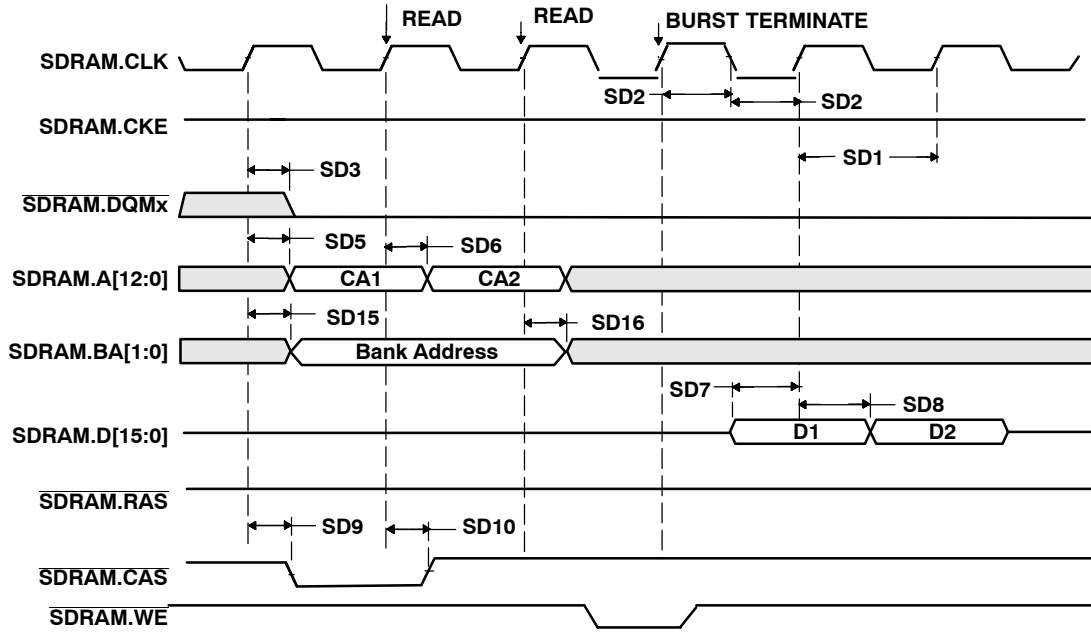 READ
READ
BURST TERMINATE
SDRAM.CLK
SD2
SD2
SDRAM.CKE
SD1
SD3
SDRAM.DQMx
SD5
SD6
SDRAM.A[12:0]
CA1
CA2
SD15
SD16
SDRAM.BA[1:0]
Bank Address
SD7
SD8
SDRAM.D[15:0]
D1
D2
SDRAM.RAS
SD9
SD10
SDRAM.CAS
SDRAM.WE